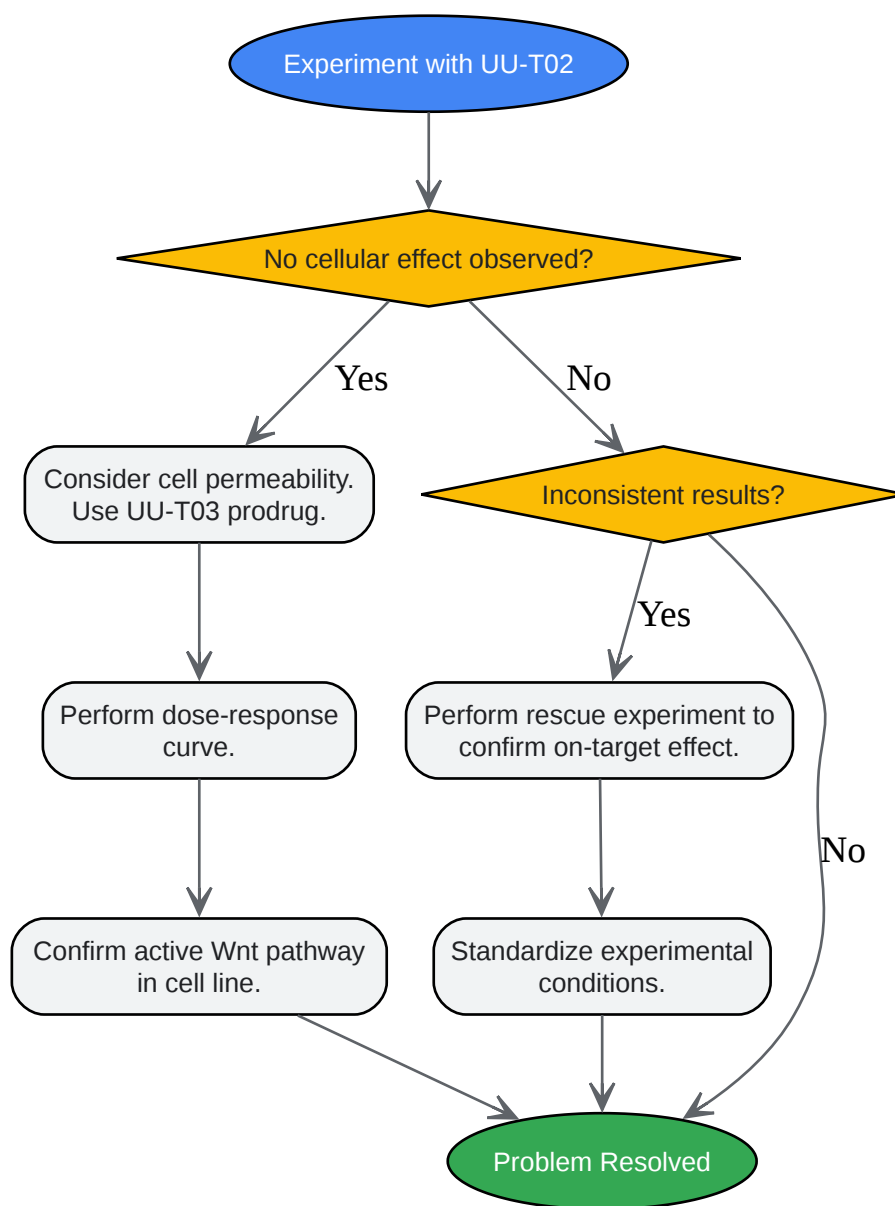 Experiment with UU-T02
No cellular effect observed?
Yes
No
Consider cell permeability.
Use UU-T03 prodrug.
Inconsistent results?
Yes
Perform dose-response
curve.
Perform rescue experiment to
confirm on-target effect.
No
Confirm active Wnt pathway
in cell line.
Standardize experimental
conditions.
Problem Resolved